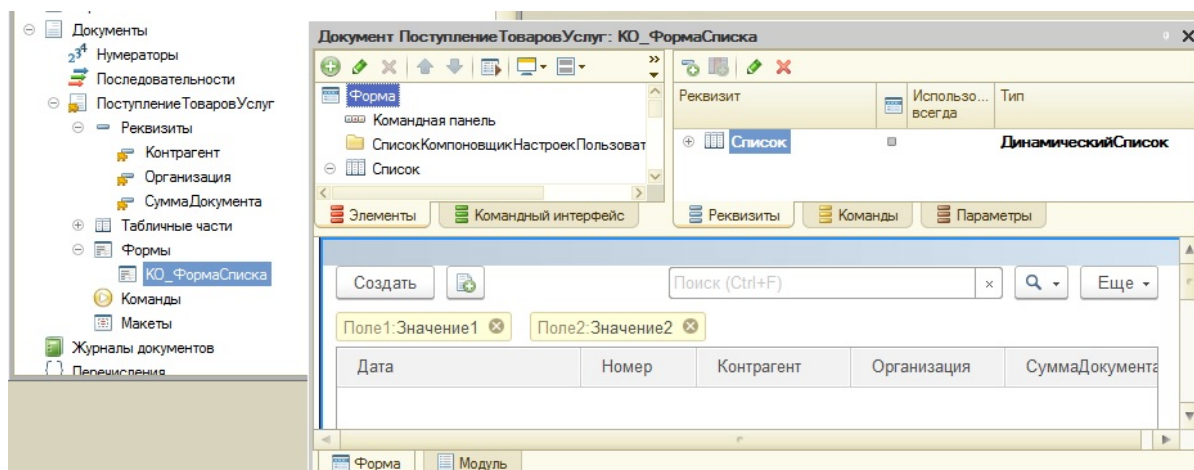 Документы
Нумераторы
Последовательности
ПоступлениеТоваровУслуг
Реквизиты
Контрагент
Организация
СуммаДокумента
Табличные части
Формы
КО_ФормаСписка
Команды
Макеты
Журналы документов
Перечисления
Документ ПоступлениеТоваровУслуг: КО_ФормаСписка
Форма
Командная панель
СписокКомпоновщикНастроекПользоват
Список
Элементы Командный интерфейс
Реквизит Использо... всегда Тип
Список ДинамическийСписок
Реквизиты Команды Параметры
Создать Поиск (Ctrl+F) Еще
Поле1:Значение1 Поле2:Значение2
Дата Номер Контрагент Организация СуммаДокумента
Форма Модуль